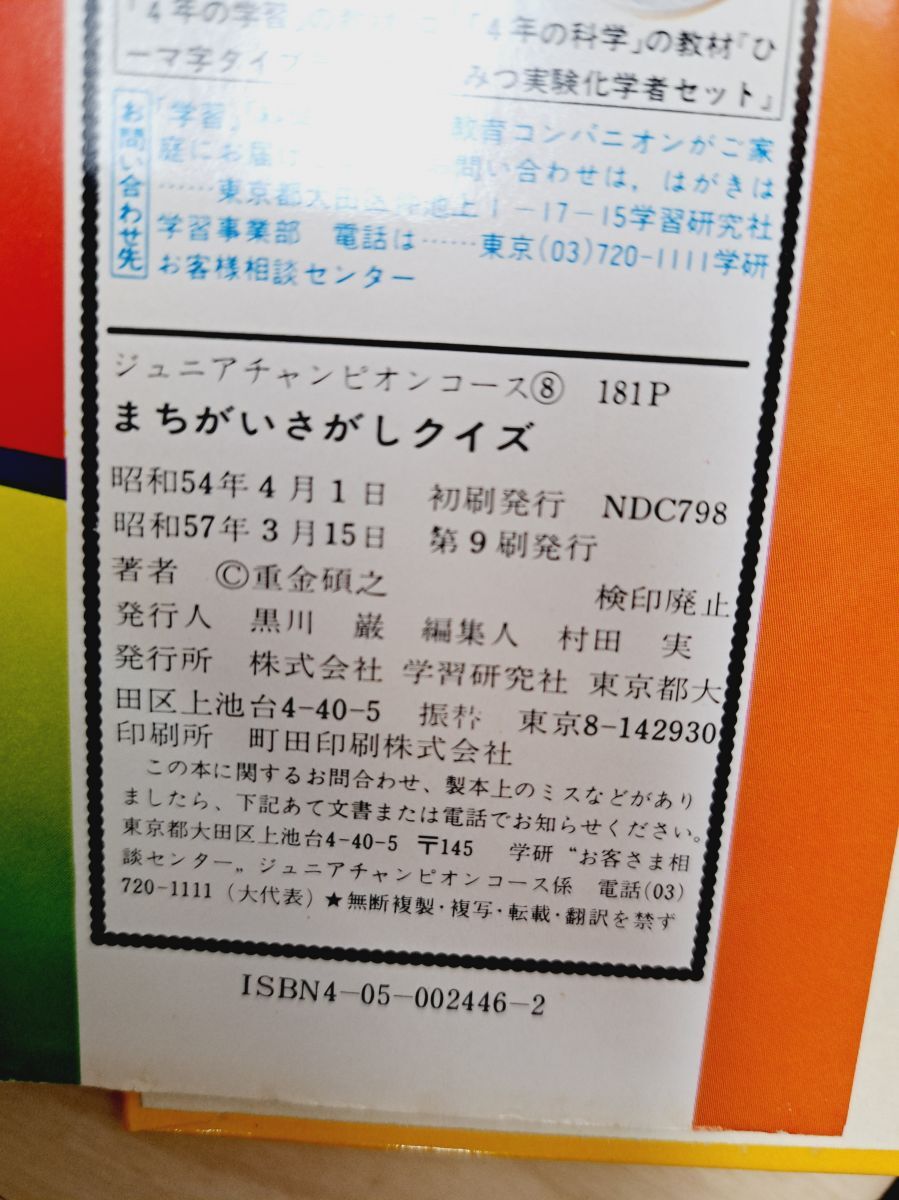 「4年の学習」の教材
ーマ字タイプ
「4年の科学」の教材「ひ
みつ実験化学者セット」
お問い合わせ先
「学習」 教育コンパニオンがご家
庭にお届け お問い合わせは，はがきは
……東京都大田区 池上1-17-15学習研究社
学習事業部 電話は……東京(03)720-1111学研
お客様相談センター
ジュニアチャンピオンコース⑧ 181P
まちがいさがしクイズ
昭和54年4月1日 初刷発行 NDC798
昭和57年3月15日 第9刷発行
著者 ©重金碩之 検印廃止
発行人 黒川 巌 編集人 村田 実
発行所 株式会社 学習研究社 東京都大
田区上池台4-40-5 振替 東京8-142930
印刷所 町田印刷株式会社
この本に関するお問合わせ、製本上のミスなどがあり
ましたら、下記あて文書または電話でお知らせください。
東京都大田区上池台4-40-5 〒145 学研“お客さま相
談センター„ジュニアチャンピオンコース係 電話(03)
720-1111（大代表）★無断複製・複写・転載・翻訳を禁ず
ISBN4-05-002446-2